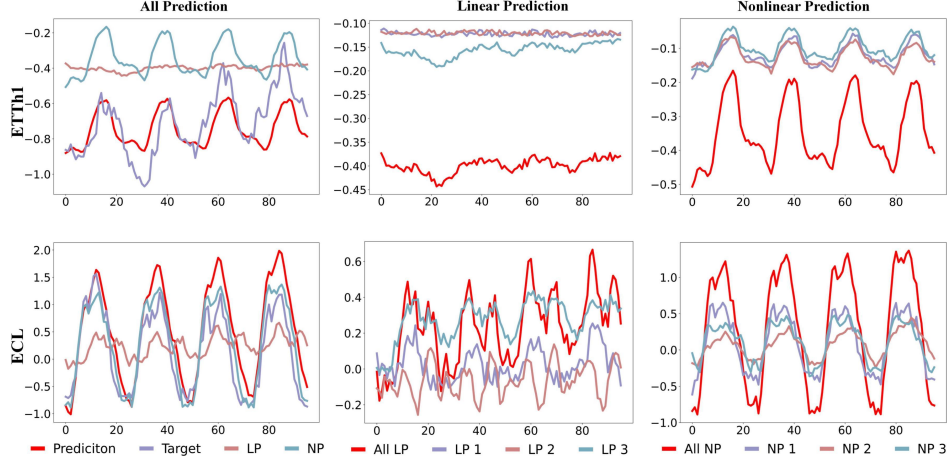 All Prediction
Linear Prediction
Nonlinear Prediction
ETTh1
−0.2
−0.4
−0.6
−0.8
−1.0
0 20 40 60 80
−0.10
−0.15
−0.20
−0.25
−0.30
−0.35
−0.40
−0.45
0 20 40 60 80
−0.1
−0.2
−0.3
−0.4
−0.5
0 20 40 60 80
ECL
2.0
1.5
1.0
0.5
0.0
−0.5
−1.0
0 20 40 60 80
0.6
0.4
0.2
0.0
−0.2
0 20 40 60 80
1.0
0.5
0.0
−0.5
−1.0
0 20 40 60 80
Prediciton Target LP NP
All LP LP 1 LP 2 LP 3
All NP NP 1 NP 2 NP 3